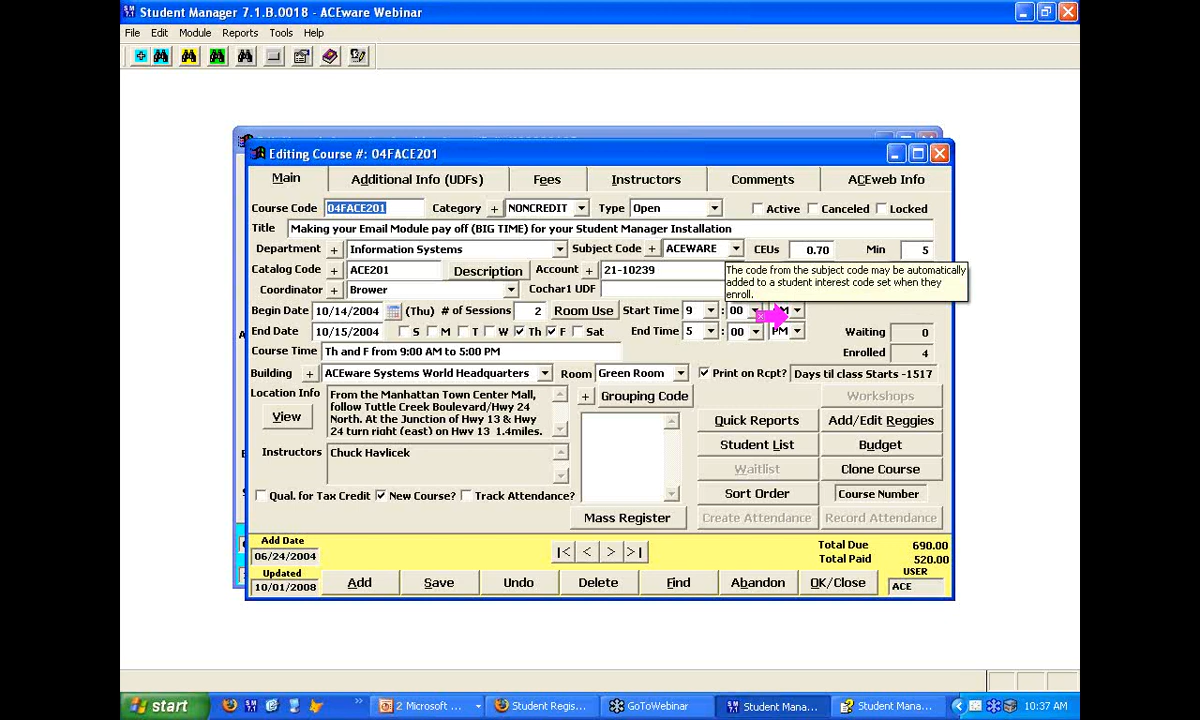 Student Manager 7.1.B.0018 - ACEware Webinar
File Edit Module Reports Tools Help
Editing Course #: 04FACE201
Main Additional Info (UDFs) Fees Instructors Comments ACEweb Info
Course Code 04FACE201 Category + NONCREDIT Type Open Active Canceled Locked
Title Making your Email Module pay off (BIG TIME) for your Student Manager Installation
Department + Information Systems Subject Code + ACEWARE CEUs 0.70 Min 5
Catalog Code + ACE201 Description Account + 21-10239
The code from the subject code may be automatically
added to a student interest code set when they
enroll.
Coordinator + Brower Cochar1 UDF
Begin Date 10/14/2004 (Thu) # of Sessions 2 Room Use Start Time 9 : 00
End Date 10/15/2004 S M T W Th F Sat End Time 5 : 00 PM Waiting 0
Course Time Th and F from 9:00 AM to 5:00 PM Enrolled 4
Building + ACEware Systems World Headquarters Room Green Room Print on Rcpt? Days til class Starts -1517
Location Info
View
From the Manhattan Town Center Mall,
follow Tuttle Creek Boulevard/Hwy 24
North. At the Junction of Hwy 13 & Hwy
24 turn right (east) on Hwy 13 1.4miles.
+ Grouping Code
Workshops
Quick Reports Add/Edit Reggies
Instructors Chuck Havlicek
Student List Budget
Waitlist Clone Course
Qual. for Tax Credit New Course? Track Attendance?
Sort Order Course Number
Mass Register Create Attendance Record Attendance
Add Date
06/24/2004
Updated
10/01/2008
|< < > >|
Total Due 690.00
Total Paid 520.00
USER
ACE
Add Save Undo Delete Find Abandon OK/Close
start 2 Microsoft ... Student Regis... GoToWebinar Student Mana... Student Mana... 10:37 AM